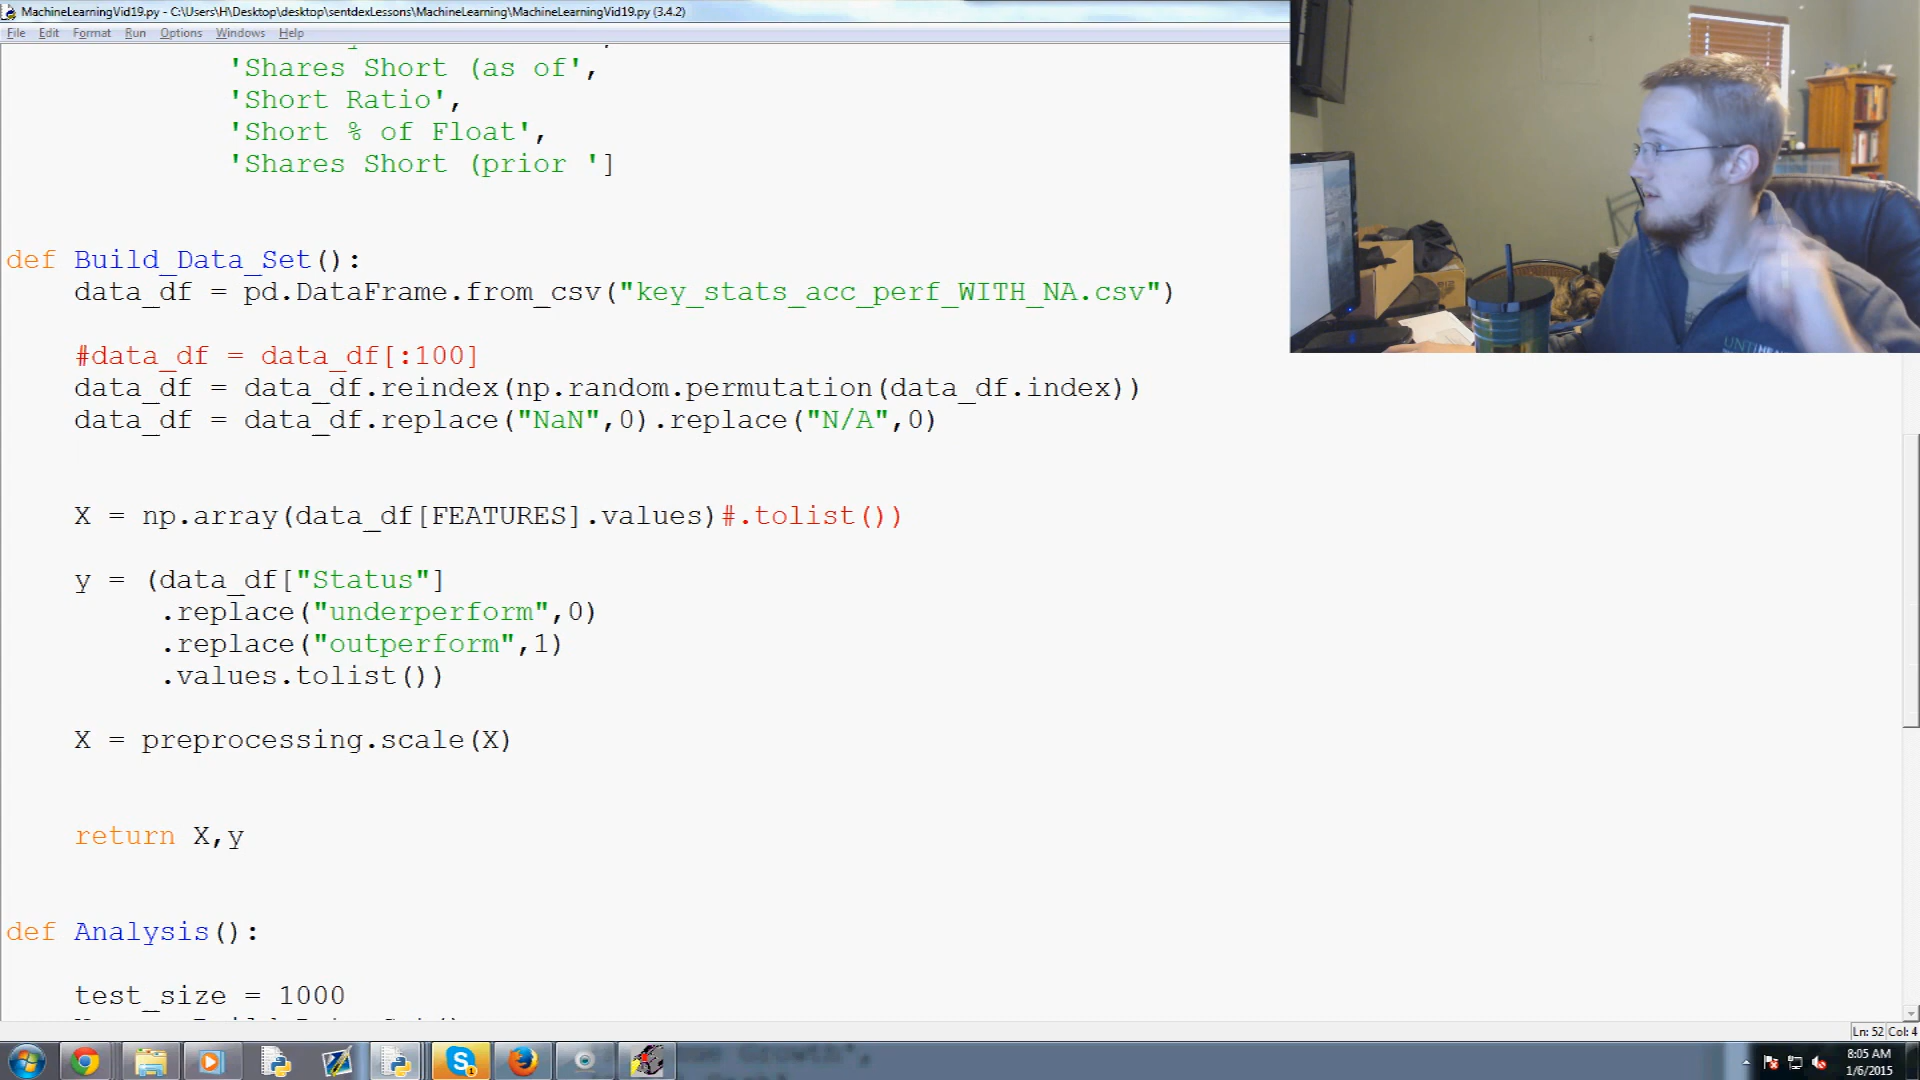 MachineLearningVid19.py - C:\Users\H\Desktop\desktop\sentdexLessons\MachineLearning\MachineLearningVid19.py (3.4.2)
File Edit Format Run Options Windows Help
'Shares Short (as of',
'Short Ratio',
'Short % of Float',
'Shares Short (prior ']
def Build_Data_Set():
data_df = pd.DataFrame.from_csv("key_stats_acc_perf_WITH_NA.csv")
#data_df = data_df[:100]
data_df = data_df.reindex(np.random.permutation(data_df.index))
data_df = data_df.replace("NaN",0).replace("N/A",0)
X = np.array(data_df[FEATURES].values)#.tolist())
y = (data_df["Status"]
.replace("underperform",0)
.replace("outperform",1)
.values.tolist())
X = preprocessing.scale(X)
return X,y
def Analysis():
test_size = 1000
Ln: 52 Col: 4
8:05 AM
1/6/2015